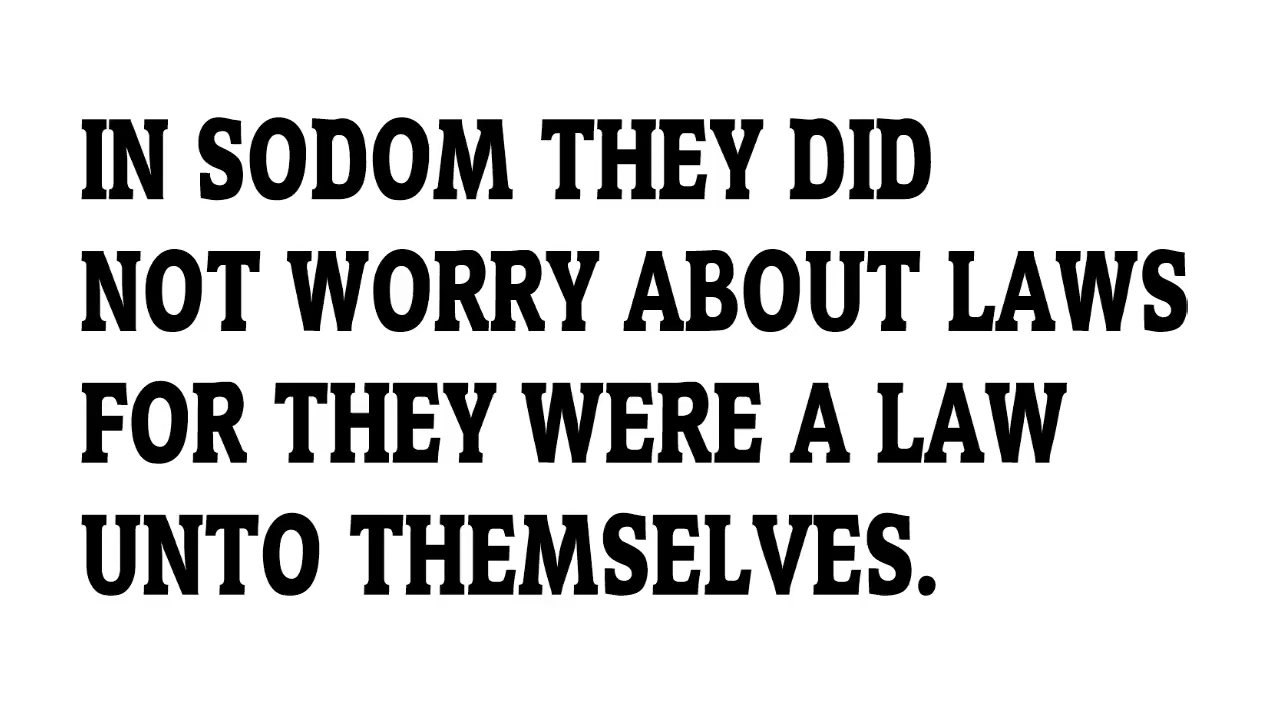 IN SODOM THEY DID
NOT WORRY ABOUT LAWS
FOR THEY WERE A LAW
UNTO THEMSELVES.